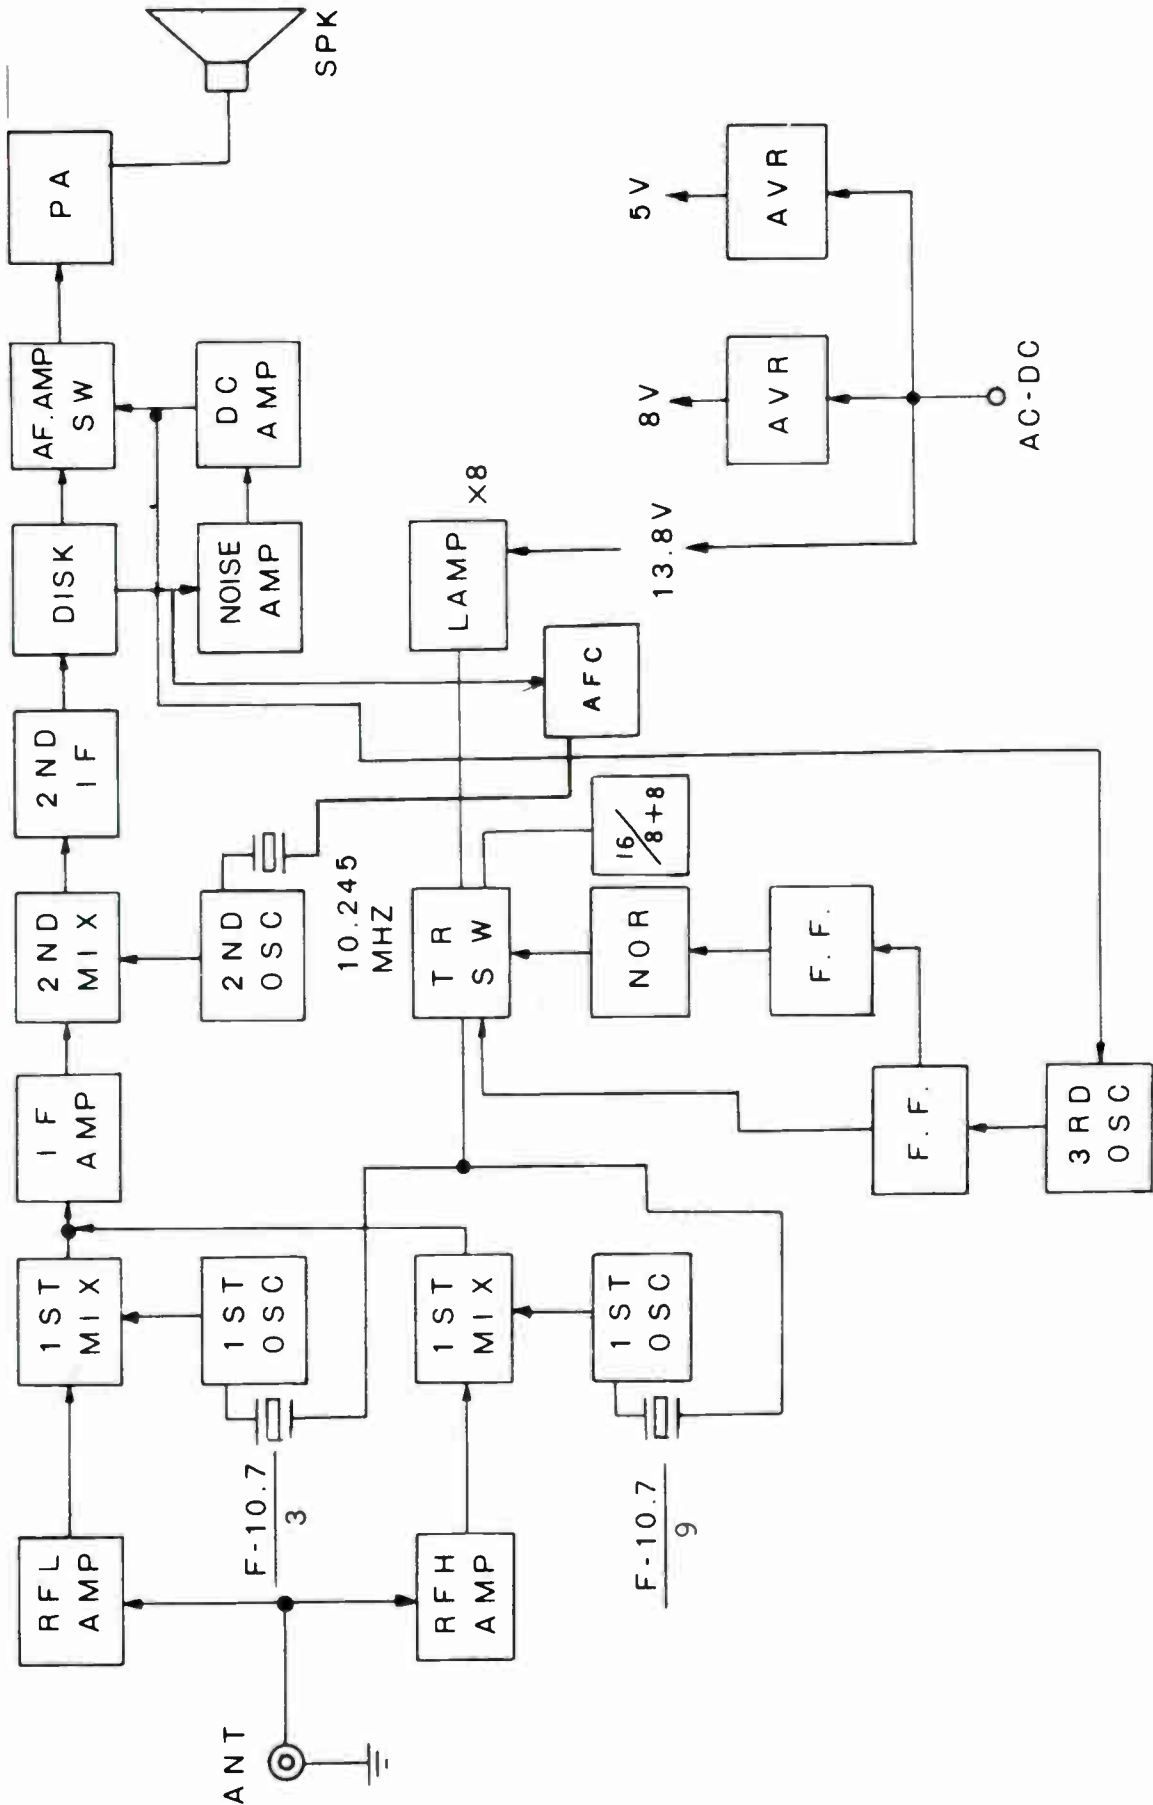 ANT
RFL
AMP
1ST
MIX
IF
AMP
2ND
MIX
2ND
IF
DISK
AF.AMP
SW
PA
SPK
F-10.7
3
1ST
OSC
2ND
OSC
10.245
MHZ
NOISE
AMP
DC
AMP
RFH
AMP
1ST
MIX
TR
SW
LAMP
X8
F-10.7
9
1ST
OSC
NOR
16/8+8
AFC
13.8V
8V
5V
F.F.
F.F.
AVR
AVR
3RD
OSC
AC-DC